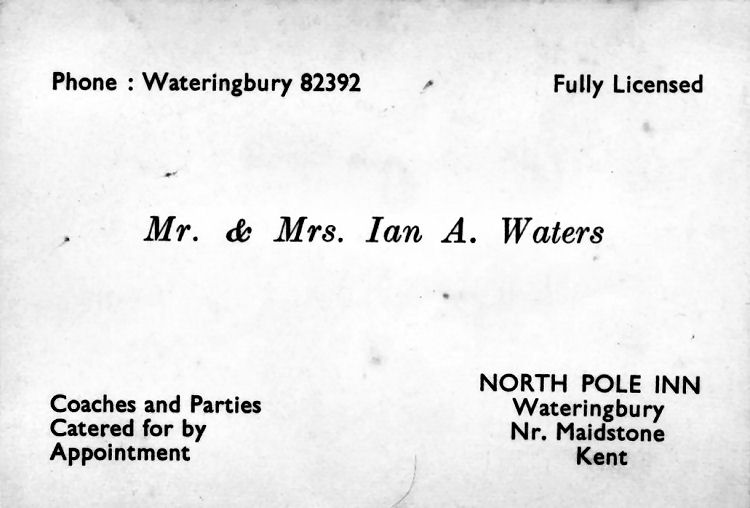 Phone : Wateringbury 82392
Fully Licensed
Mr. & Mrs. Ian A. Waters
Coaches and Parties
Catered for by
Appointment
NORTH POLE INN
Wateringbury
Nr. Maidstone
Kent